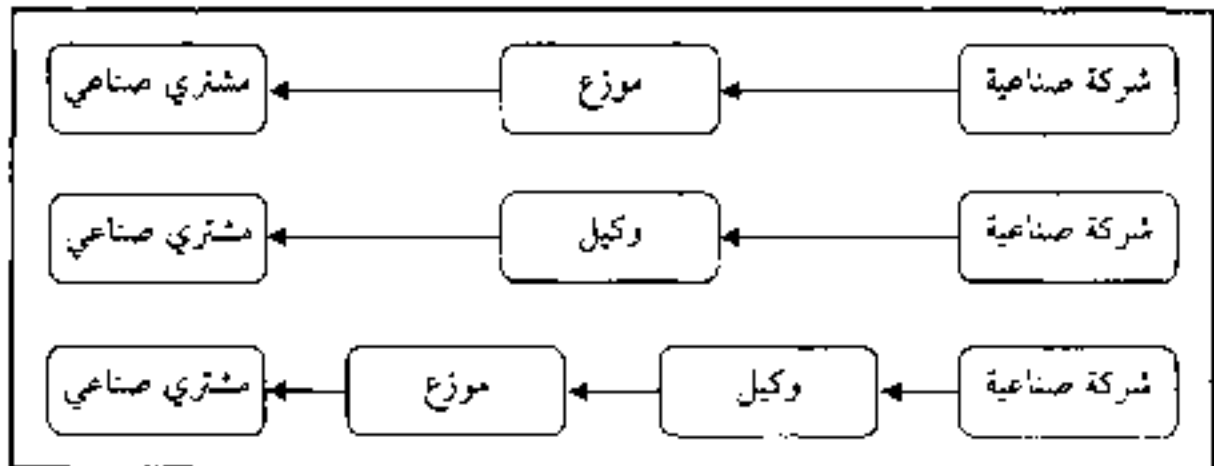 شركة صناعية موزع مشتري صناعي
شركة صناعية وكيل مشتري صناعي
شركة صناعية وكيل موزع مشتري صناعي